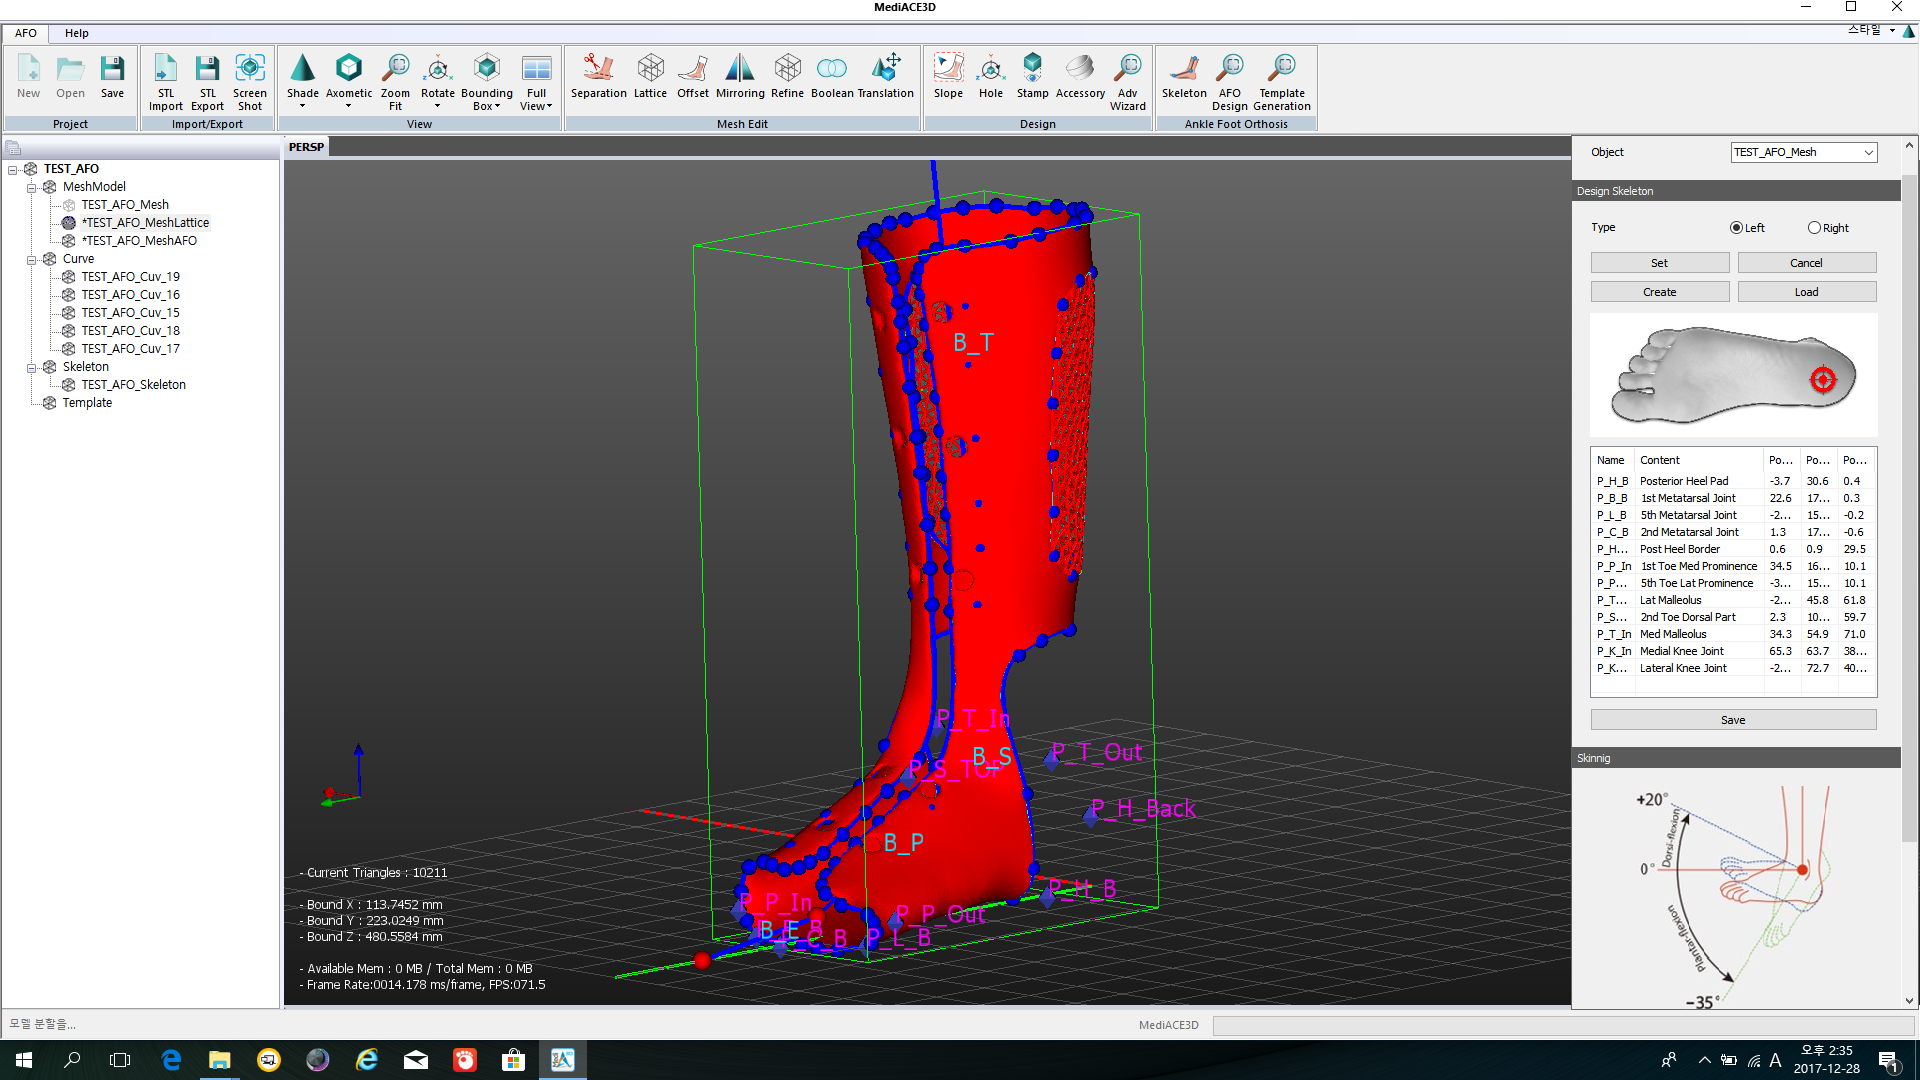 MediACE3D
AFO Help 스타일
New Open Save STL Import STL Export Screen Shot Shade Axometic Zoom Fit Rotate Bounding Box Full View Separation Lattice Offset Mirroring Refine Boolean Translation Slope Hole Stamp Accessory Adv Wizard Skeleton AFO Design Template Generation
Project Import/Export View Mesh Edit Design Ankle Foot Orthosis
TEST_AFO
MeshModel
TEST_AFO_Mesh
*TEST_AFO_MeshLattice
*TEST_AFO_MeshAFO
Curve
TEST_AFO_Cuv_19
TEST_AFO_Cuv_16
TEST_AFO_Cuv_15
TEST_AFO_Cuv_18
TEST_AFO_Cuv_17
Skeleton
TEST_AFO_Skeleton
Template
PERSP
B_T
P_T_In
B_S
P_T_Out
P_S_TOP
P_H_Back
B_P
P_H_B
P_P_In
P_P_Out
B_E
P_L_B
- Current Triangles : 10211
- Bound X : 113.7452 mm
- Bound Y : 223.0249 mm
- Bound Z : 480.5584 mm
- Available Mem : 0 MB / Total Mem : 0 MB
- Frame Rate:0014.178 ms/frame, FPS:071.5
Object TEST_AFO_Mesh
Design Skeleton
Type Left Right
Set Cancel
Create Load
Name Content Po... Po... Po...
P_H_B Posterior Heel Pad -3.7 30.6 0.4
P_B_B 1st Metatarsal Joint 22.6 17... 0.3
P_L_B 5th Metatarsal Joint -2... 15... -0.2
P_C_B 2nd Metatarsal Joint 1.3 17... -0.6
P_H... Post Heel Border 0.6 0.9 29.5
P_P_In 1st Toe Med Prominence 34.5 16... 10.1
P_P... 5th Toe Lat Prominence -3... 15... 10.1
P_T... Lat Malleolus -2... 45.8 61.8
P_S... 2nd Toe Dorsal Part 2.3 10... 59.7
P_T_In Med Malleolus 34.3 54.9 71.0
P_K_In Medial Knee Joint 65.3 63.7 38...
P_K... Lateral Knee Joint -2... 72.7 40...
Save
Skinnig
+20°
Dorsi-flexion
0°
Plantar-flexion
-35°
모델 분할을...
MediACE3D
A 오후 2:35
2017-12-28
1